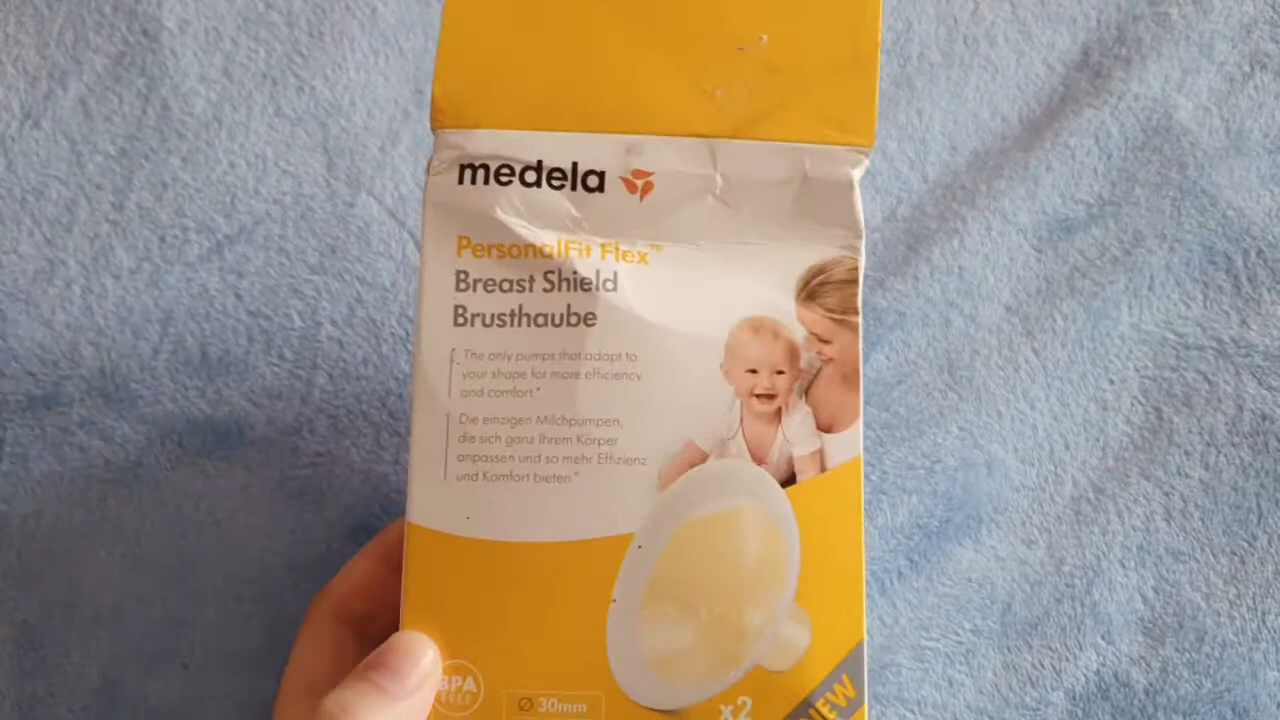 medela
PersonalFit Flex™
Breast Shield
Brusthaube
The only pumps that adapt to
your shape for more efficiency
and comfort.*
Die einzigen Milchpumpen,
die sich ganz Ihrem Körper
anpassen und so mehr Effizienz
und Komfort bieten*
BPA
FREE
Ø 30mm
x2
NEW